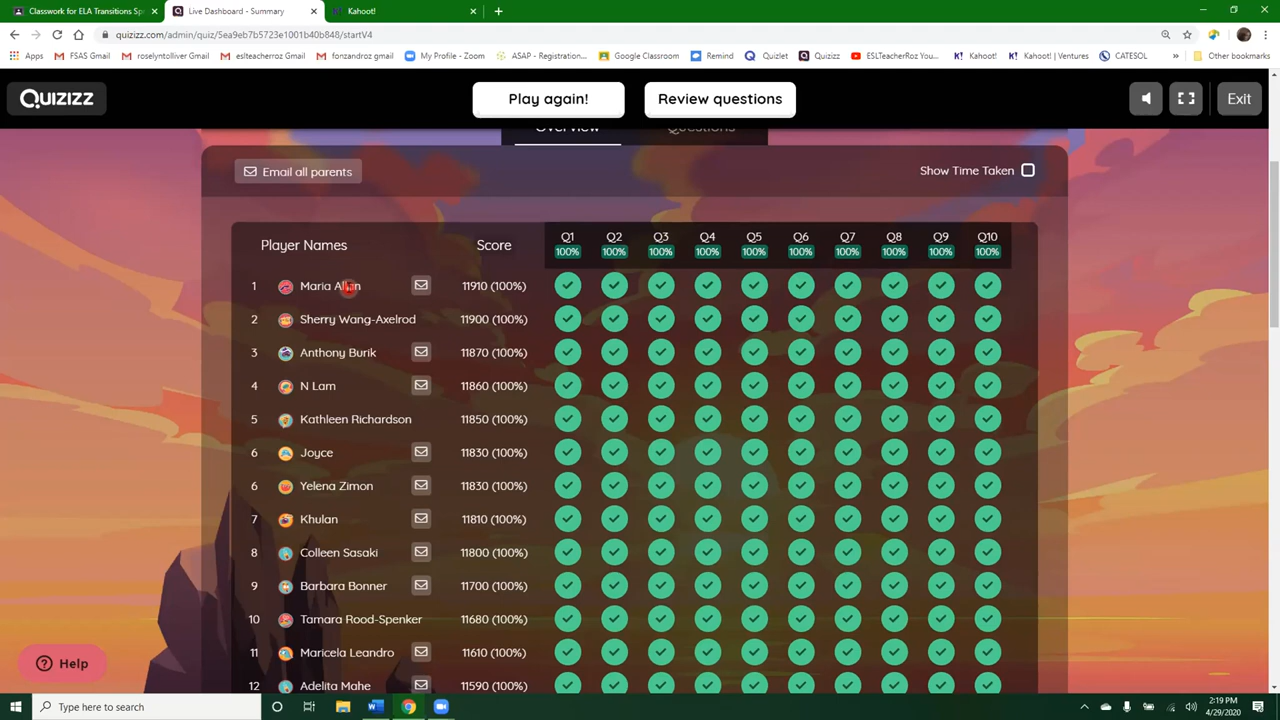 Classwork for ELA Transitions Sp
Live Dashboard - Summary
Kahoot!
quizizz.com/admin/quiz/5ea9eb7b5723e1001b40b848/startV4
Apps FSAS Gmail roselyntolliver Gmail eslteacherroz Gmail fonzandroz gmail My Profile - Zoom ASAP - Registration... Google Classroom Remind Quizlet Quizizz ESLTeacherRoz You... Kahoot! Kahoot! | Ventures CATESOL » Other bookmarks
QUIZIZZ Play again! Review questions Exit
Overview Questions
Email all parents Show Time Taken
Player Names Score Q1 Q2 Q3 Q4 Q5 Q6 Q7 Q8 Q9 Q10
100% 100% 100% 100% 100% 100% 100% 100% 100% 100%
1 Maria Allan 11910 (100%)
2 Sherry Wang-Axelrod 11900 (100%)
3 Anthony Burik 11870 (100%)
4 N Lam 11860 (100%)
5 Kathleen Richardson 11850 (100%)
6 Joyce 11830 (100%)
6 Yelena Zimon 11830 (100%)
7 Khulan 11810 (100%)
8 Colleen Sasaki 11800 (100%)
9 Barbara Bonner 11700 (100%)
10 Tamara Rood-Spenker 11680 (100%)
11 Maricela Leandro 11610 (100%)
12 Adelita Mahe 11590 (100%)
Help
Type here to search
2:19 PM
4/29/2020